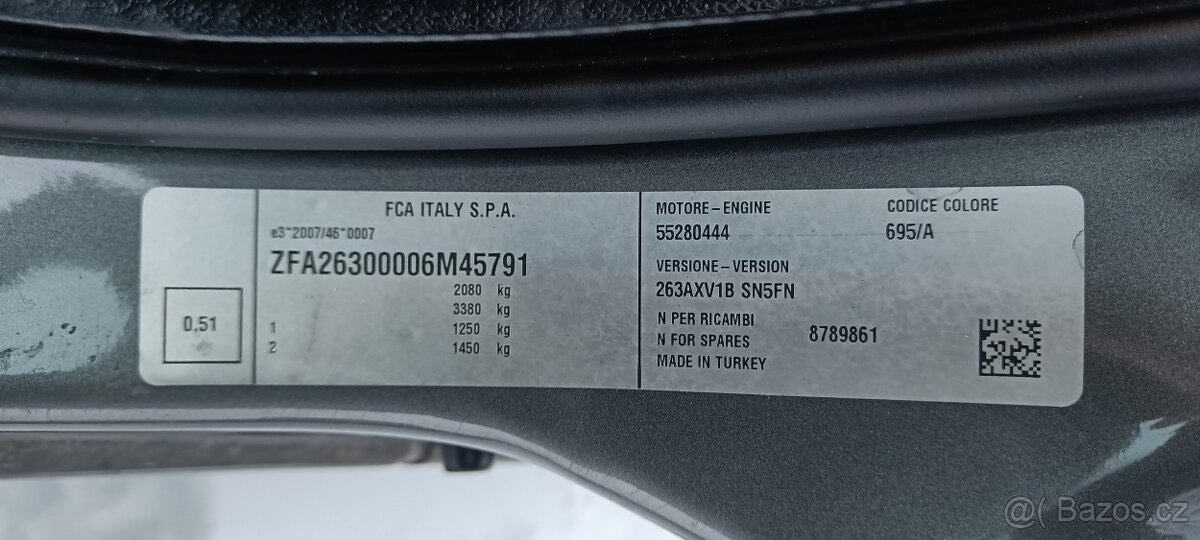 FCA ITALY S.P.A.
e3*2007/46*0007
ZFA26300006M45791
2080 kg
3380 kg
1 1250 kg
2 1450 kg
0,51
MOTORE-ENGINE
55280444
CODICE COLORE
695/A
VERSIONE-VERSION
263AXV1B SN5FN
N PER RICAMBI
N FOR SPARES 8789861
MADE IN TURKEY
@( Bazos.cz